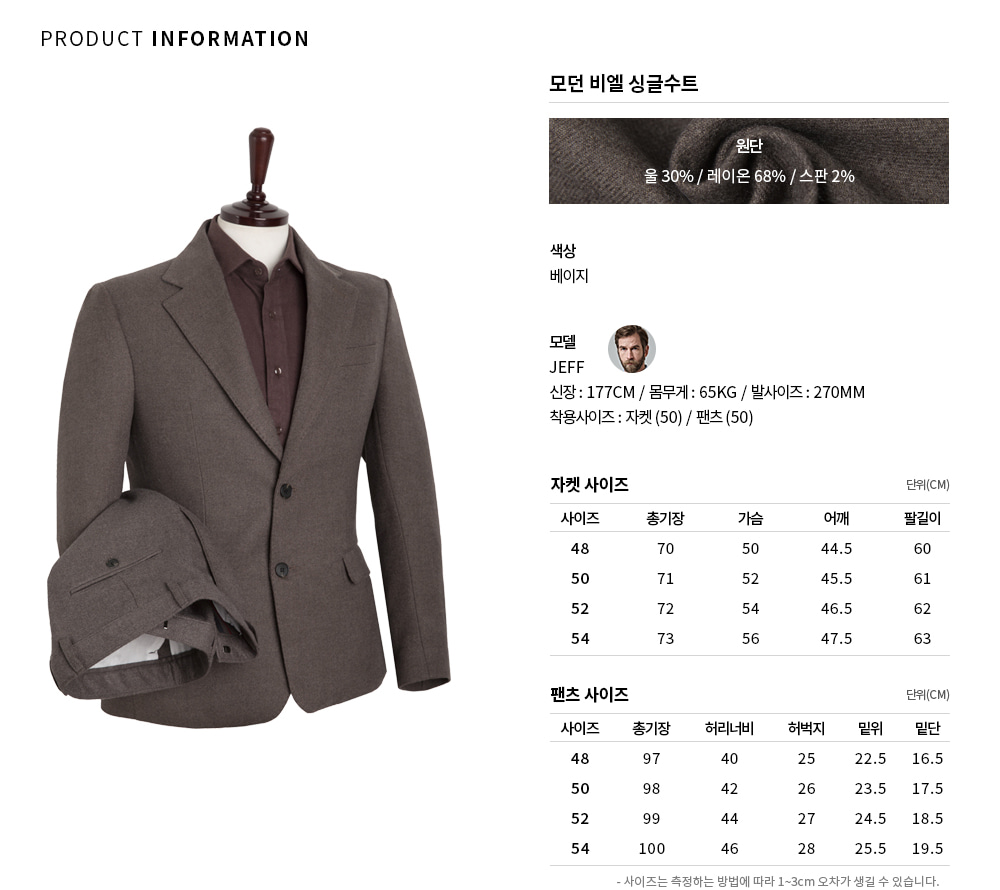 PRODUCT INFORMATION
모던 비엘 싱글수트
원단
울 30% / 레이온 68% / 스판 2%
색상
베이지
모델
JEFF
신장 : 177CM / 몸무게 : 65KG / 발사이즈 : 270MM
착용사이즈 : 자켓 (50) / 팬츠 (50)
자켓 사이즈 단위(CM)
사이즈 총기장 가슴 어깨 팔길이
48 70 50 44.5 60
50 71 52 45.5 61
52 72 54 46.5 62
54 73 56 47.5 63
팬츠 사이즈 단위(CM)
사이즈 총기장 허리너비 허벅지 밑위 밑단
48 97 40 25 22.5 16.5
50 98 42 26 23.5 17.5
52 99 44 27 24.5 18.5
54 100 46 28 25.5 19.5
- 사이즈는 측정하는 방법에 따라 1~3cm 오차가 생길 수 있습니다.